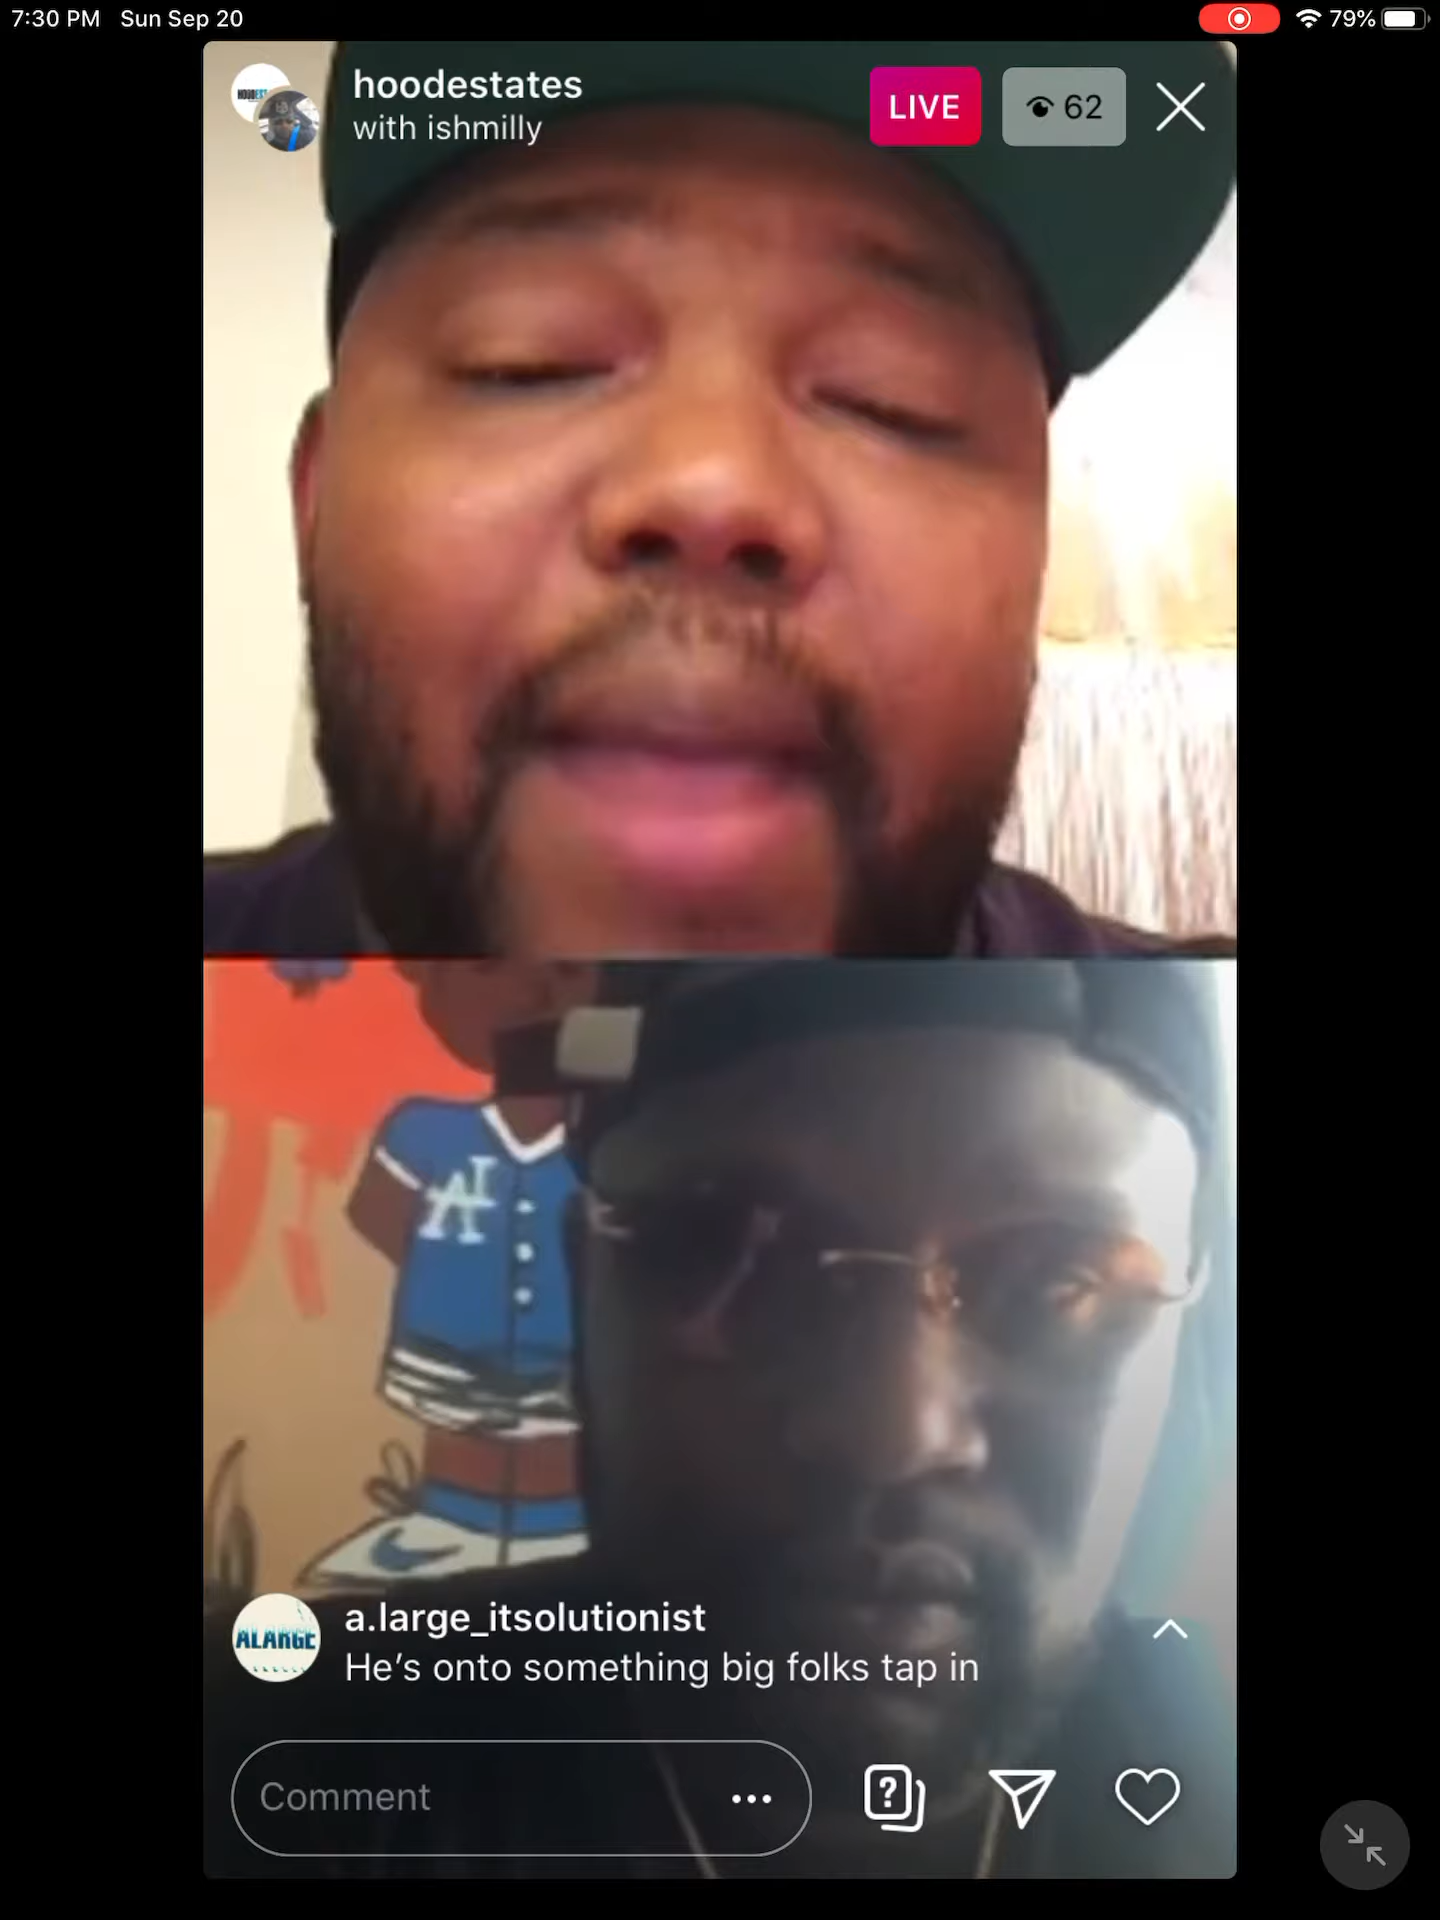 7:30 PM Sun Sep 20
79%
hoodestates
with ishmilly
LIVE
62
AI
a.large_itsolutionist
ALARGE
He's onto something big folks tap in
Comment